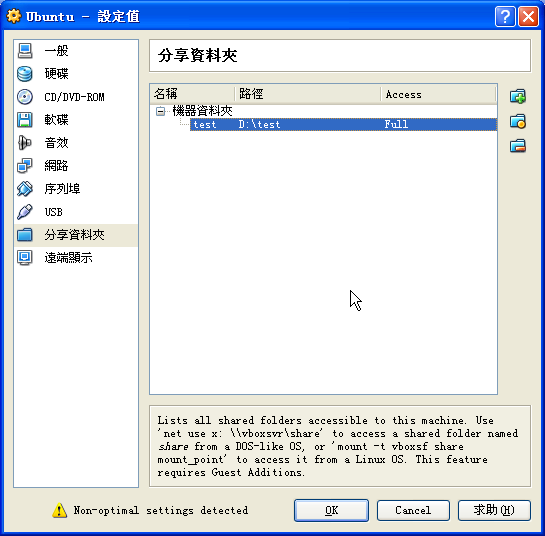 Ubuntu - 設定值
一般
硬碟
CD/DVD-ROM
軟碟
音效
網路
序列埠
USB
分享資料夾
遠端顯示
分享資料夾
名稱 路徑 Access
機器資料夾
test D:\test Full
Lists all shared folders accessible to this machine. Use
'net use x: \\vboxsvr\share' to access a shared folder named
share from a DOS-like OS, or 'mount -t vboxsf share
mount_point' to access it from a Linux OS. This feature
requires Guest Additions.
Non-optimal settings detected
OK Cancel 求助(H)